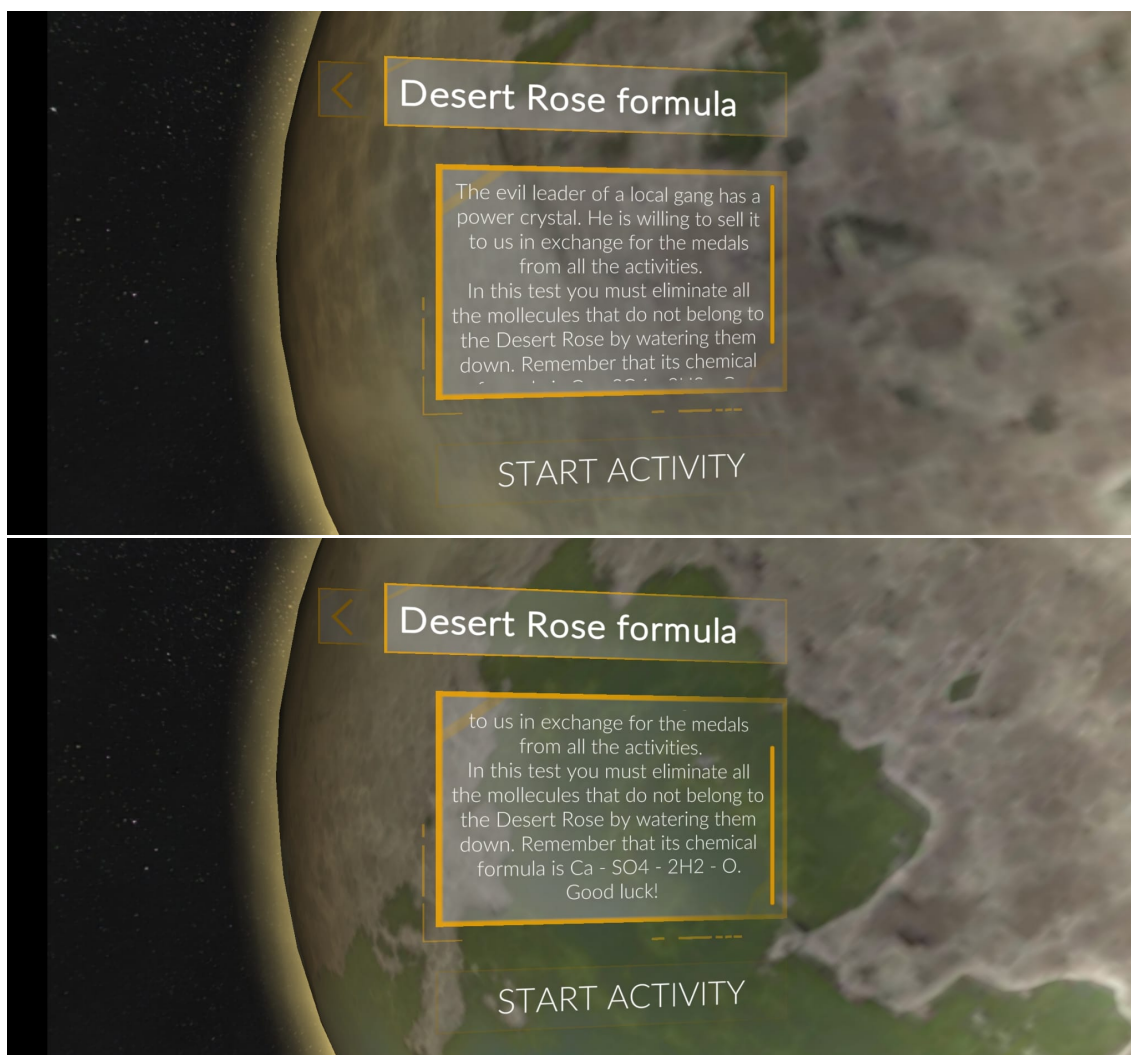 Desert Rose formula
The evil leader of a local gang has a
power crystal. He is willing to sell it
to us in exchange for the medals
from all the activities.
In this test you must eliminate all
the mollecules that do not belong to
the Desert Rose by watering them
down. Remember that its chemical
START ACTIVITY
Desert Rose formula
to us in exchange for the medals
from all the activities.
In this test you must eliminate all
the mollecules that do not belong to
the Desert Rose by watering them
down. Remember that its chemical
formula is Ca - SO4 - 2H2 - O.
Good luck!
START ACTIVITY